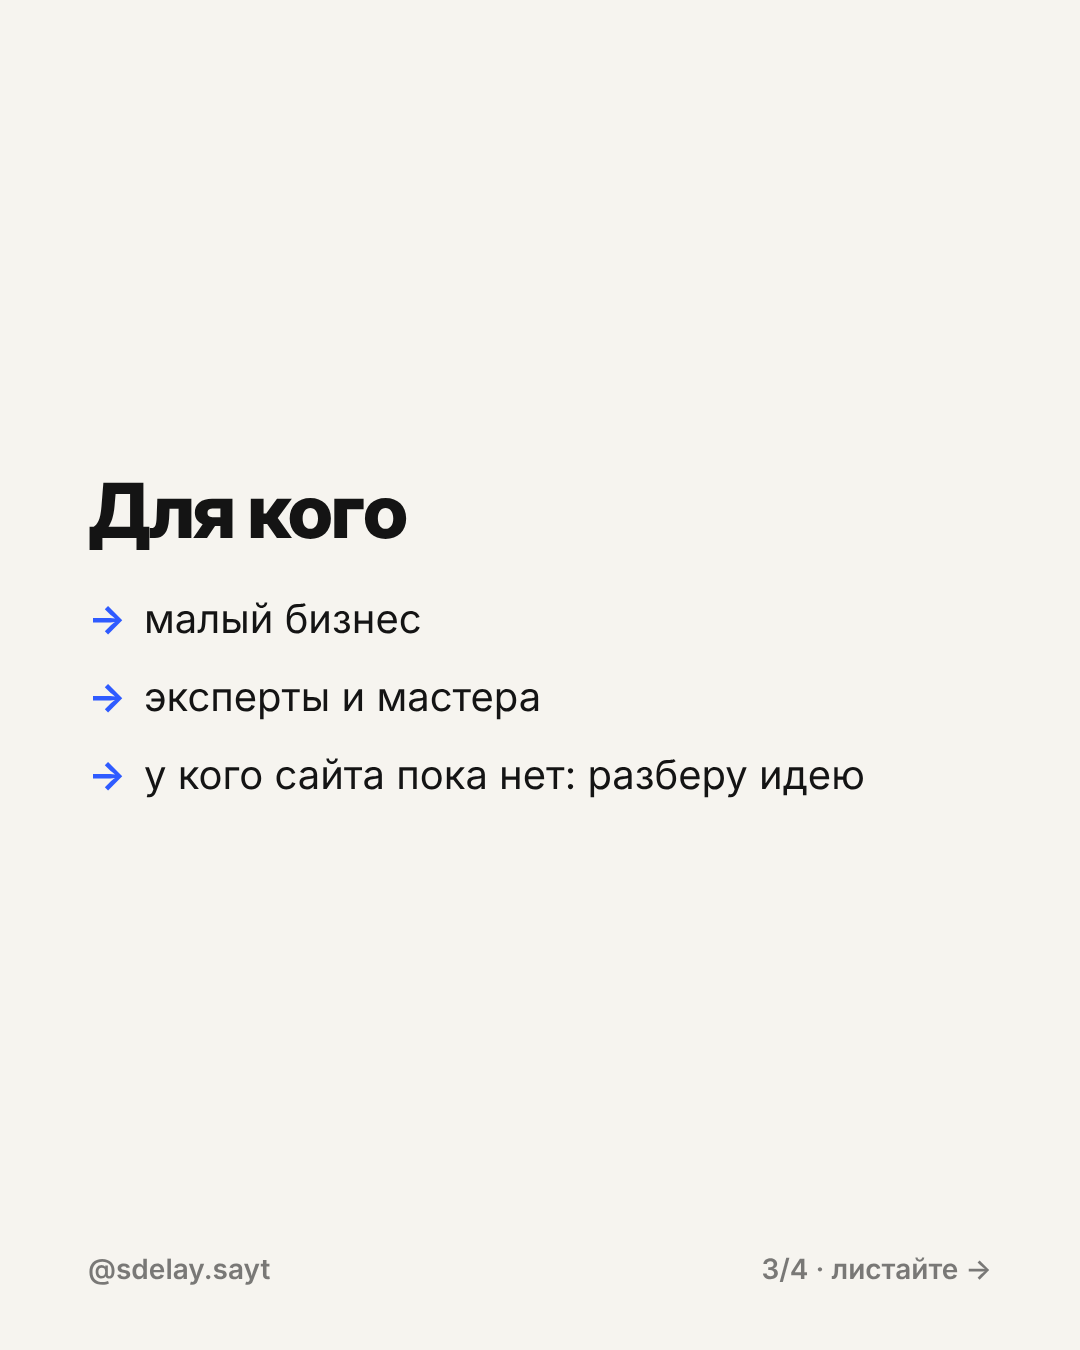 Для кого
→ малый бизнес
→ эксперты и мастера
→ у кого сайта пока нет: разберу идею
@sdelay.sayt
3/4 · листайте →